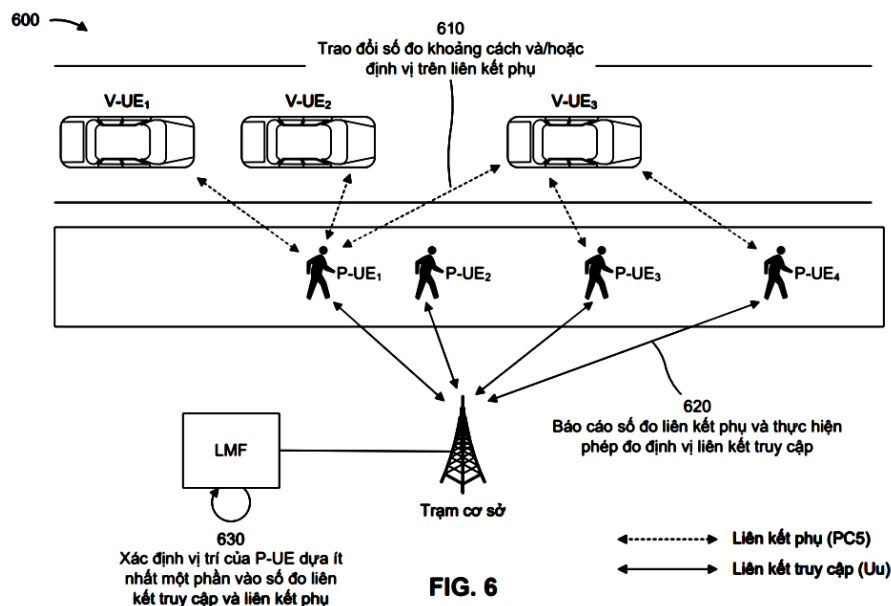 600
610
Trao đổi số đo khoảng cách và/hoặc
định vị trên liên kết phụ
V-UE₁
V-UE₂
V-UE₃
P-UE₁
P-UE₂
P-UE₃
P-UE₄
620
Báo cáo số đo liên kết phụ và thực hiện
phép đo định vị liên kết truy cập
LMF
Trạm cơ sở
630
Xác định vị trí của P-UE dựa ít
nhất một phần vào số đo liên
kết truy cập và liên kết phụ
Liên kết phụ (PC5)
Liên kết truy cập (Uu)
FIG. 6